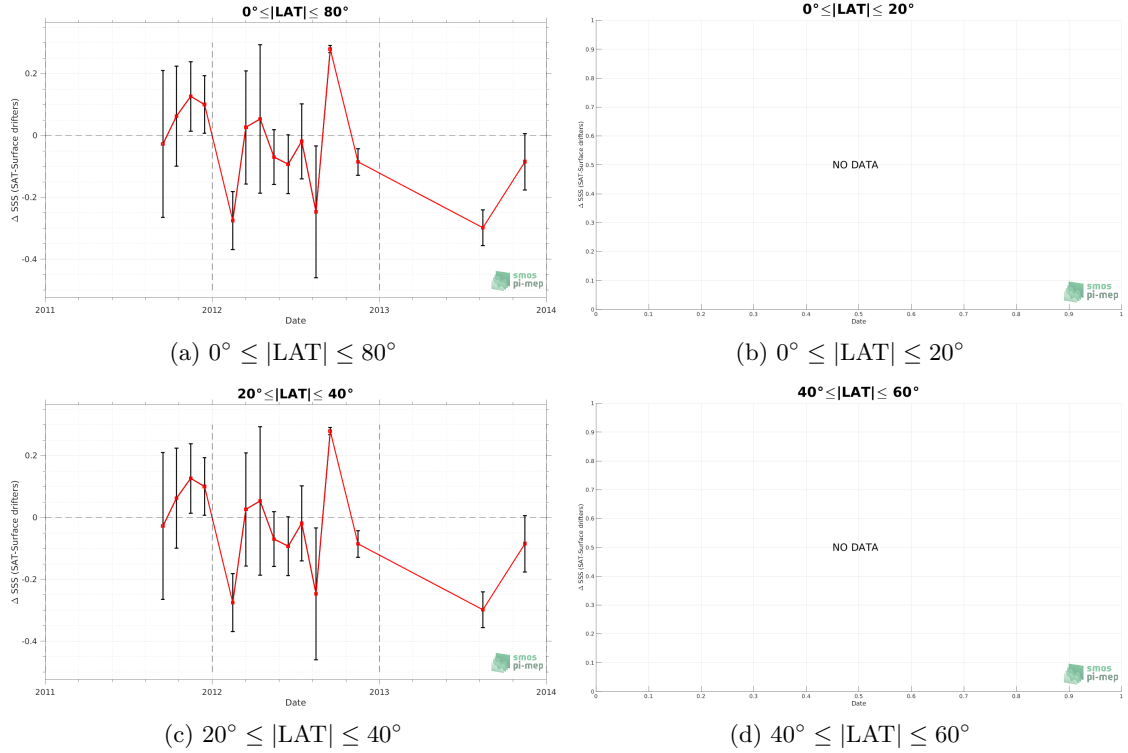 0°≤|LAT|≤ 80°
Δ SSS (SAT-Surface drifters)
0.2
0
-0.2
-0.4
2011
2012
2013
2014
Date
smos
pi-mep
(a) 0° ≤ |LAT| ≤ 80°
0°≤|LAT|≤ 20°
Δ SSS (SAT-Surface drifters)
1
0.9
0.8
0.7
0.6
0.5
0.4
0.3
0.2
0.1
0
NO DATA
0 0.1 0.2 0.3 0.4 0.5 0.6 0.7 0.8 0.9 1
Date
smos
pi-mep
(b) 0° ≤ |LAT| ≤ 20°
20°≤|LAT|≤ 40°
Δ SSS (SAT-Surface drifters)
0.2
0
-0.2
-0.4
2011
2012
2013
2014
Date
smos
pi-mep
(c) 20° ≤ |LAT| ≤ 40°
40°≤|LAT|≤ 60°
Δ SSS (SAT-Surface drifters)
1
0.9
0.8
0.7
0.6
0.5
0.4
0.3
0.2
0.1
0
NO DATA
0 0.1 0.2 0.3 0.4 0.5 0.6 0.7 0.8 0.9 1
Date
smos
pi-mep
(d) 40° ≤ |LAT| ≤ 60°